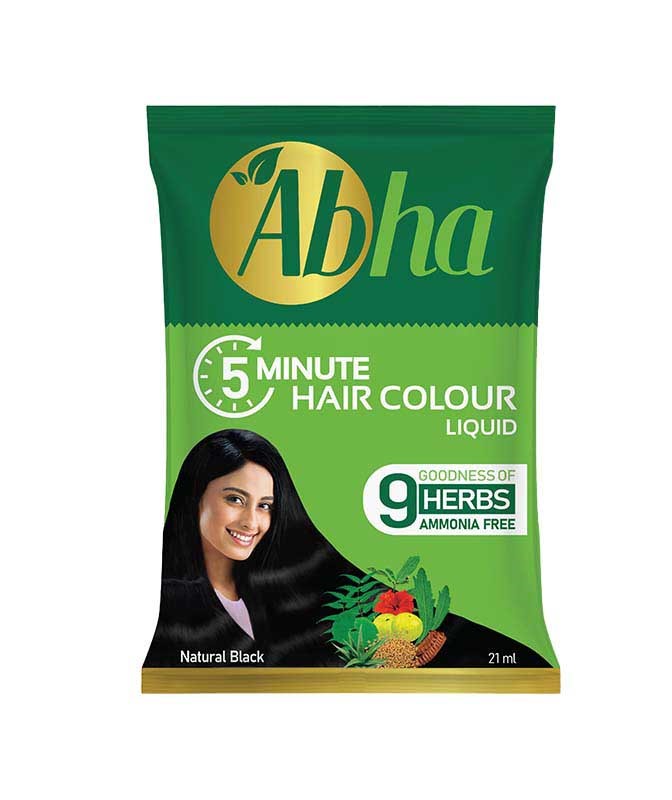 Abha
5 MINUTE
HAIR COLOUR
LIQUID
GOODNESS OF
9 HERBS
AMMONIA FREE
Natural Black
21 ml